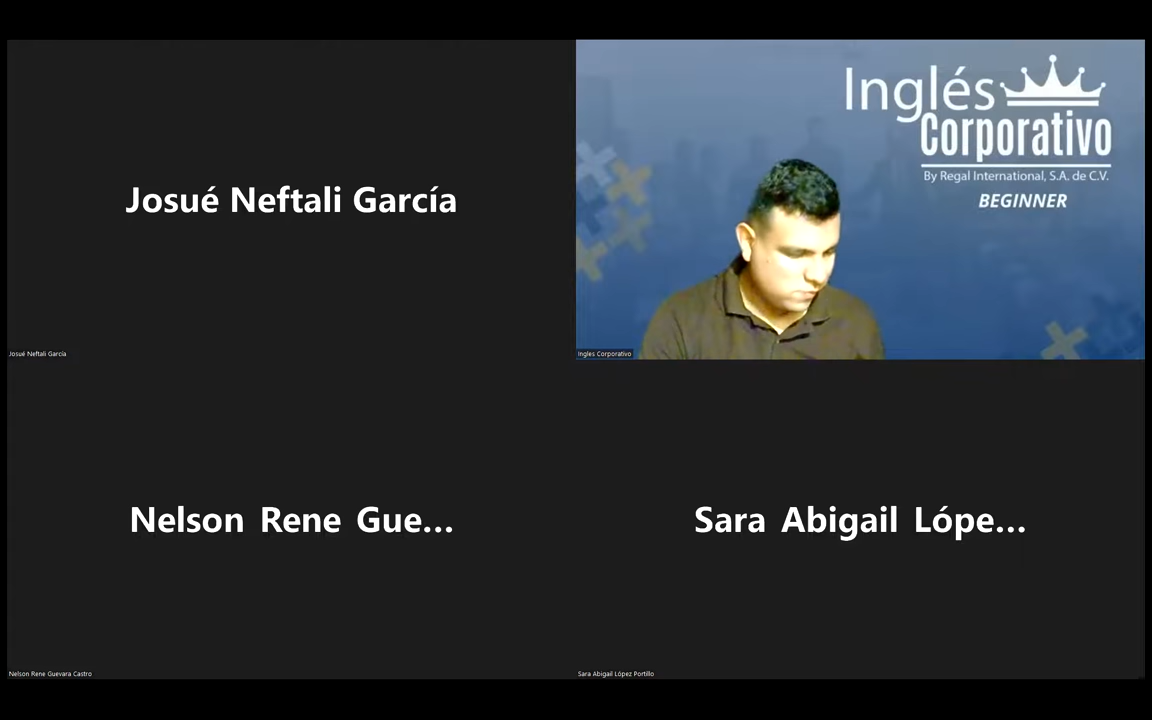 Josué Neftali García
Josué Neftali García
Inglés
Corporativo
By Regal International, S.A. de C.V.
BEGINNER
Ingles Corporativo
Nelson Rene Gue...
Nelson Rene Guevara Castro
Sara Abigail Lópe...
Sara Abigail López Portillo